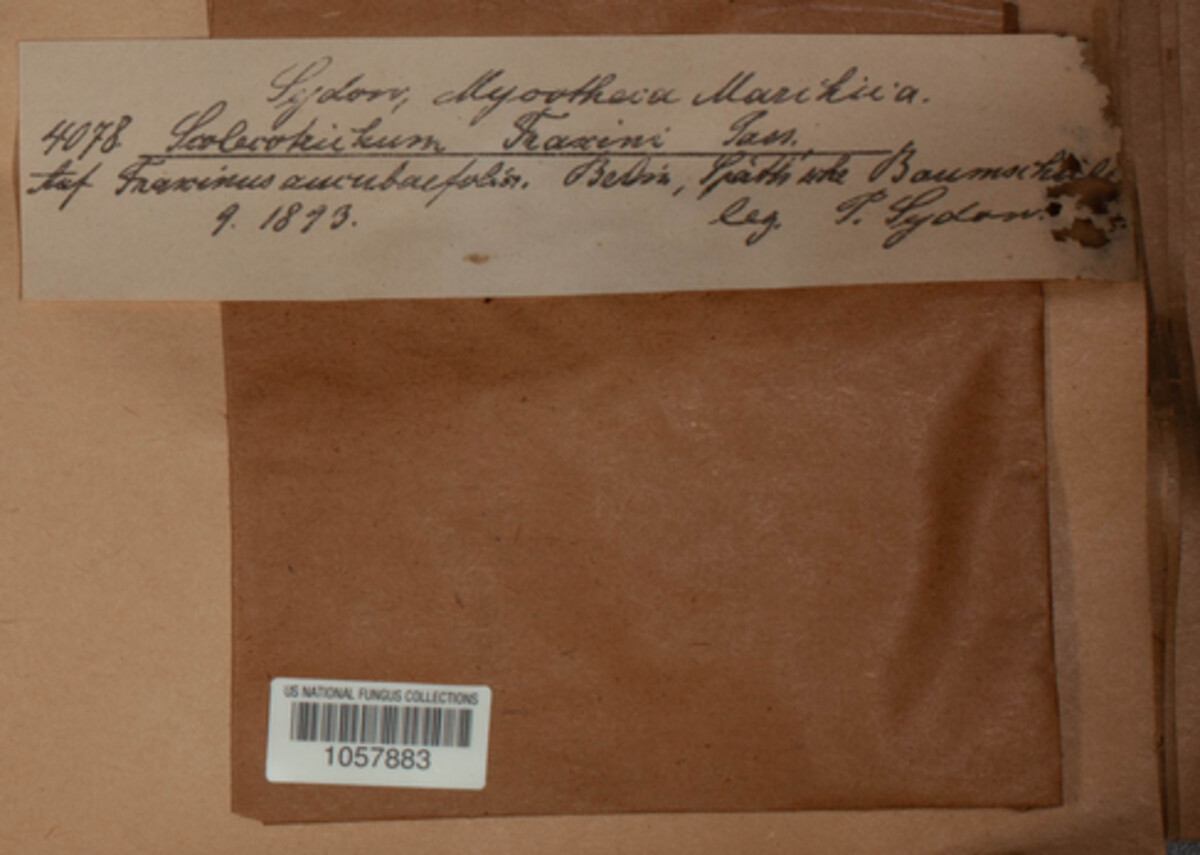 Sydow, Mycotheca Marchica.
4078. Scolecotrichum Fraxini Pass.
Auf Fraxinus aucubaefolia. Berlin, Späth'sche Baumschule
9. 1893. leg. P. Sydow.
US NATIONAL FUNGUS COLLECTIONS
1057883